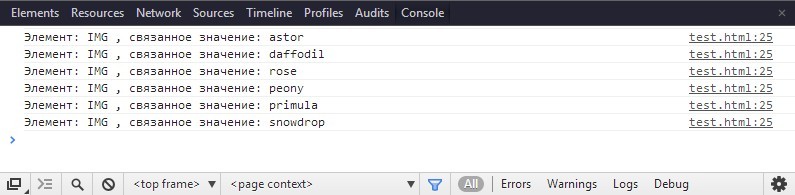 Elements Resources Network Sources Timeline Profiles Audits Console
Элемент: IMG , связанное значение: astor test.html:25
Элемент: IMG , связанное значение: daffodil test.html:25
Элемент: IMG , связанное значение: rose test.html:25
Элемент: IMG , связанное значение: peony test.html:25
Элемент: IMG , связанное значение: primula test.html:25
Элемент: IMG , связанное значение: snowdrop test.html:25
<top frame> <page context> All Errors Warnings Logs Debug